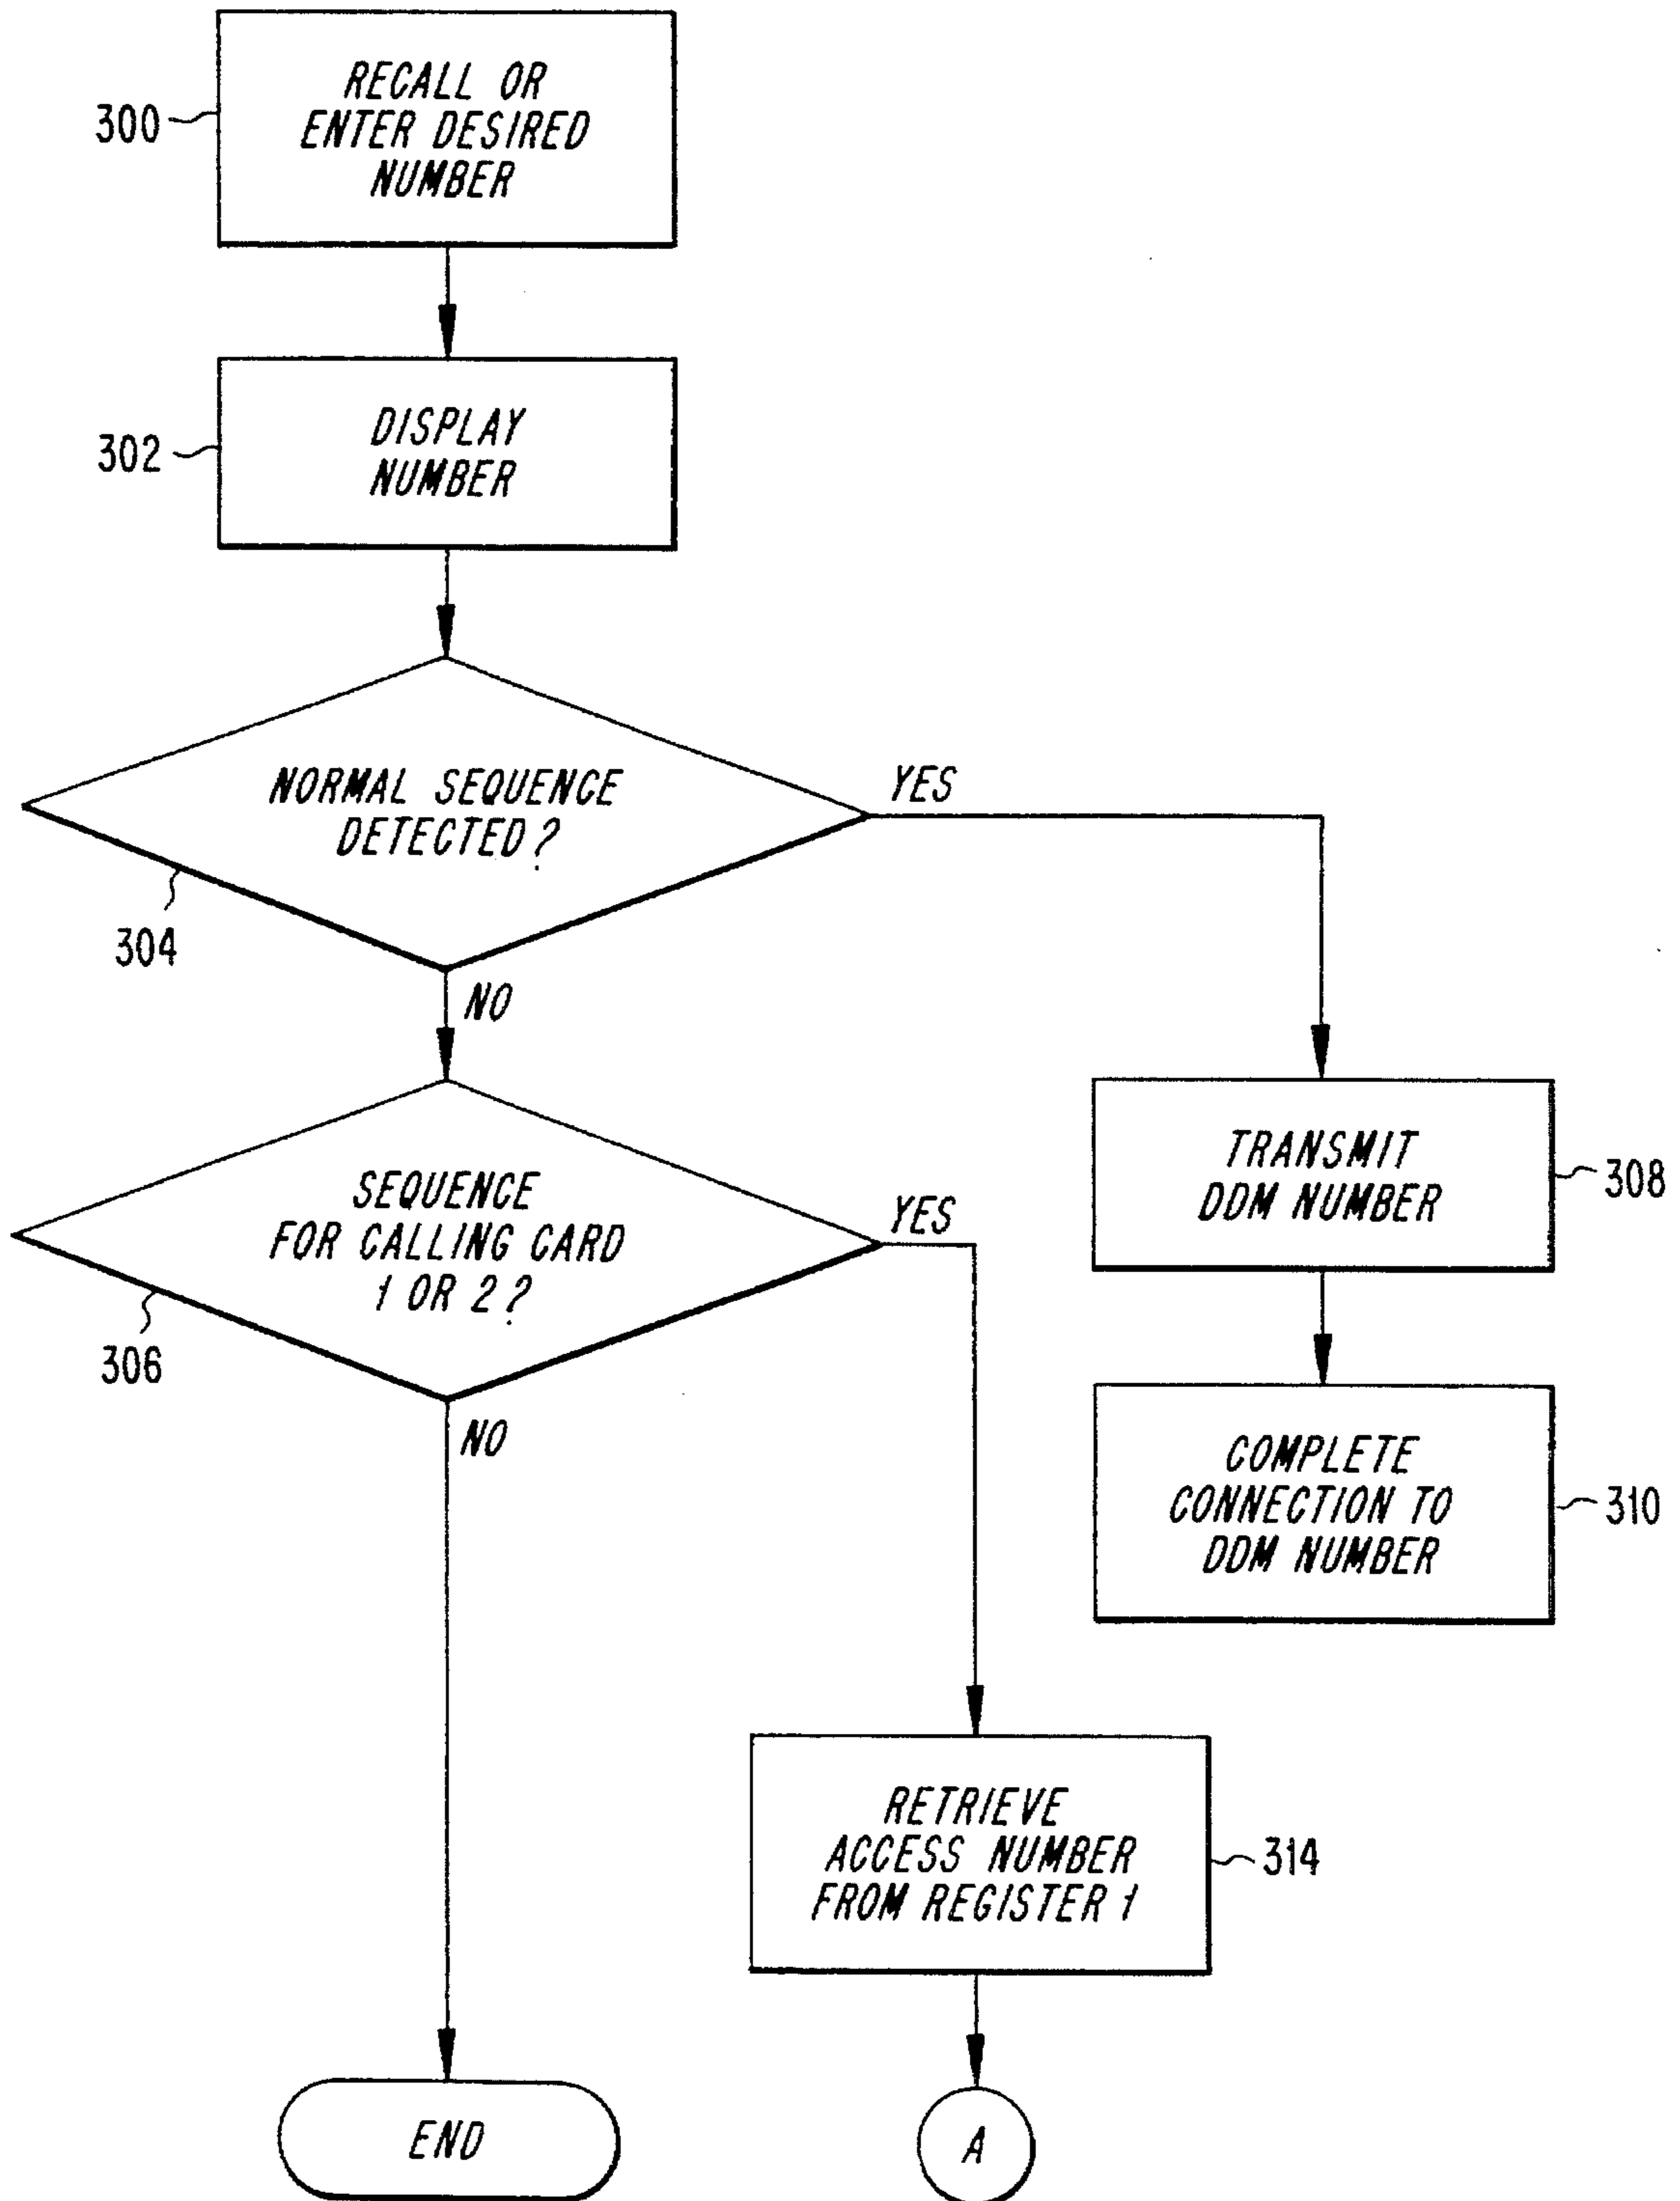 RECALL OR
ENTER DESIRED
NUMBER
300
DISPLAY
NUMBER
302
NORMAL SEQUENCE
DETECTED?
304
YES
NO
SEQUENCE
FOR CALLING CARD
1 OR 2?
306
YES
NO
TRANSMIT
DDM NUMBER
308
COMPLETE
CONNECTION TO
DDM NUMBER
310
RETRIEVE
ACCESS NUMBER
FROM REGISTER 1
314
END
A